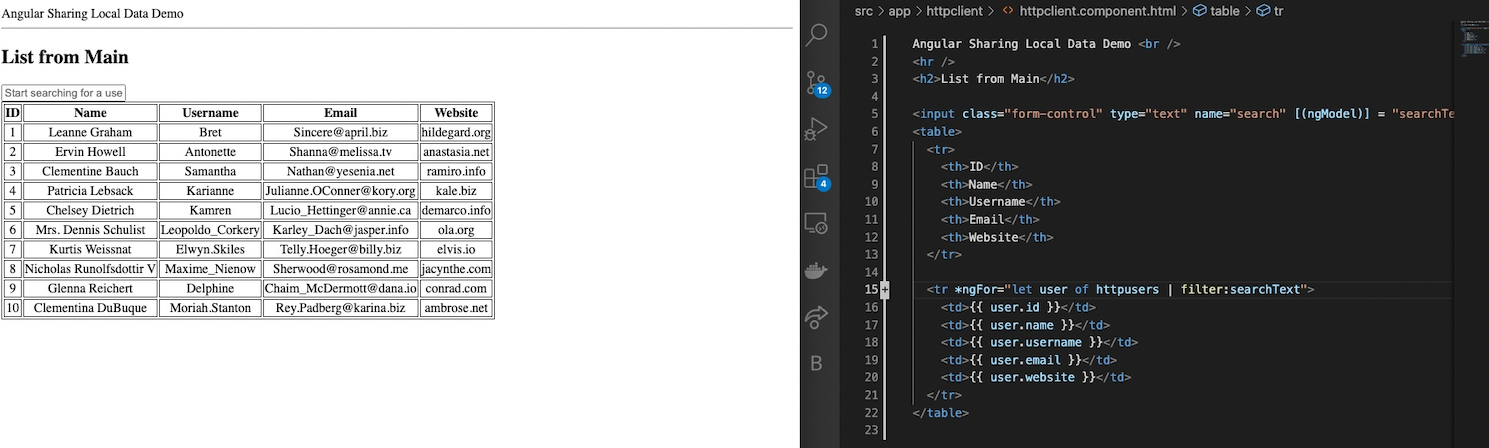 Angular Sharing Local Data Demo
List from Main
Start searching for a use
ID Name Username Email Website
1 Leanne Graham Bret Sincere@april.biz hildegard.org
2 Ervin Howell Antonette Shanna@melissa.tv anastasia.net
3 Clementine Bauch Samantha Nathan@yesenia.net ramiro.info
4 Patricia Lebsack Karianne Julianne.OConner@kory.org kale.biz
5 Chelsey Dietrich Kamren Lucio_Hettinger@annie.ca demarco.info
6 Mrs. Dennis Schulist Leopoldo_Corkery Karley_Dach@jasper.info ola.org
7 Kurtis Weissnat Elwyn.Skiles Telly.Hoeger@billy.biz elvis.io
8 Nicholas Runolfsdottir V Maxime_Nienow Sherwood@rosamond.me jacynthe.com
9 Glenna Reichert Delphine Chaim_McDermott@dana.io conrad.com
10 Clementina DuBuque Moriah.Stanton Rey.Padberg@karina.biz ambrose.net
12
4
B
src > app > httpclient > <> httpclient.component.html > table > tr
1 Angular Sharing Local Data Demo <br />
2 <hr />
3 <h2>List from Main</h2>
4
5 <input class="form-control" type="text" name="search" [(ngModel)] = "searchTe
6 <table>
7 <tr>
8 <th>ID</th>
9 <th>Name</th>
10 <th>Username</th>
11 <th>Email</th>
12 <th>Website</th>
13 </tr>
14
15 + <tr *ngFor="let user of httpusers | filter:searchText">
16 <td>{{ user.id }}</td>
17 <td>{{ user.name }}</td>
18 <td>{{ user.username }}</td>
19 <td>{{ user.email }}</td>
20 <td>{{ user.website }}</td>
21 </tr>
22 </table>
23